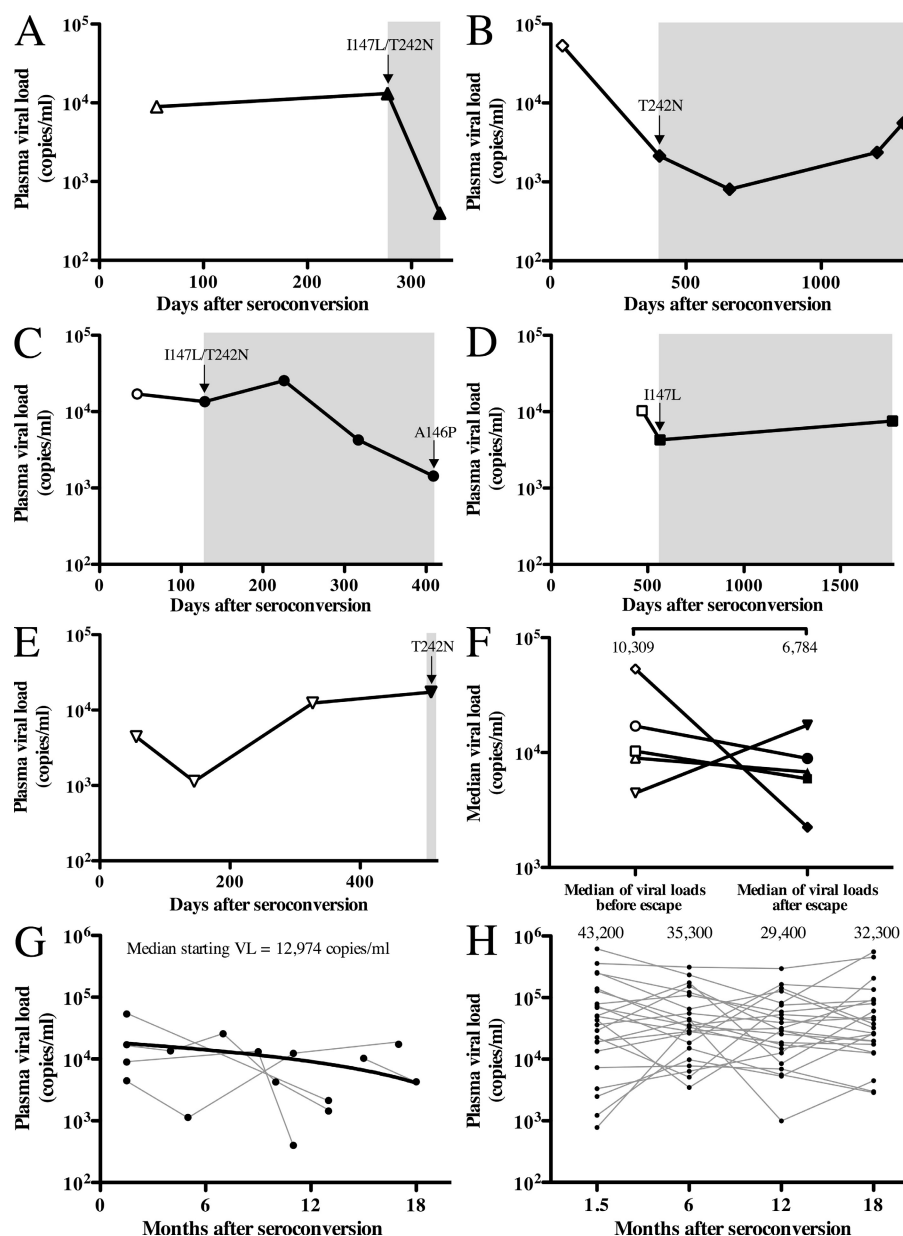 A
10⁵
10⁴
10³
10²
Plasma viral load
(copies/ml)
I147L/T242N
0
100
200
300
Days after seroconversion
B
10⁵
10⁴
10³
10²
Plasma viral load
(copies/ml)
T242N
0
500
1000
Days after seroconversion
C
10⁵
10⁴
10³
10²
Plasma viral load
(copies/ml)
I147L/T242N
A146P
0
100
200
300
400
Days after seroconversion
D
10⁵
10⁴
10³
10²
Plasma viral load
(copies/ml)
I147L
0
500
1000
1500
Days after seroconversion
E
10⁵
10⁴
10³
10²
Plasma viral load
(copies/ml)
T242N
0
200
400
Days after seroconversion
F
10⁵
10⁴
10³
Median viral load
(copies/ml)
10,309
6,784
Median of viral loads
before escape
Median of viral loads
after escape
G
10⁶
10⁵
10⁴
10³
10²
Plasma viral load
(copies/ml)
Median starting VL = 12,974 copies/ml
0
6
12
18
Months after seroconversion
H
10⁶
10⁵
10⁴
10³
10²
Plasma viral load
(copies/ml)
43,200
35,300
29,400
32,300
1.5
6
12
18
Months after seroconversion